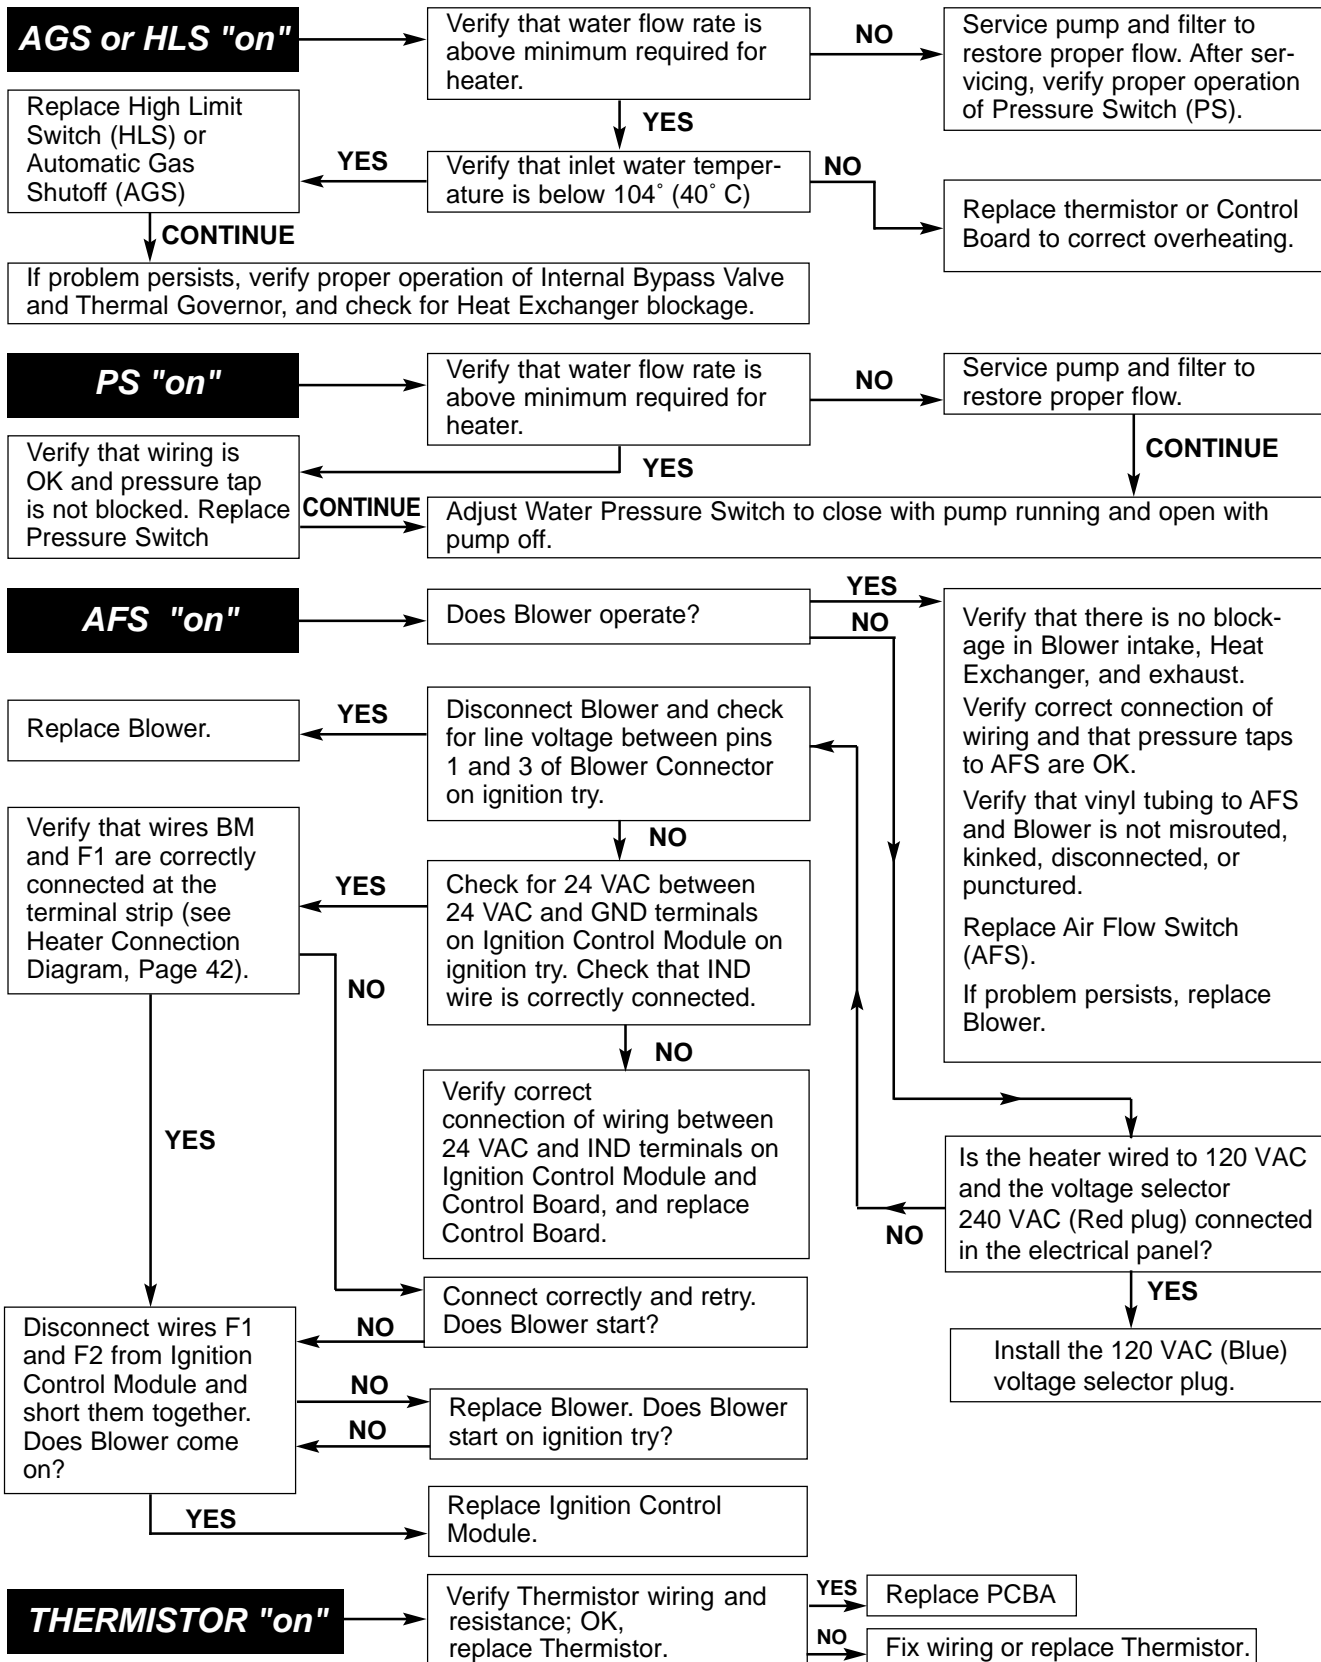 AGS or HLS "on"
Verify that water flow rate is
above minimum required for
heater.
NO
Service pump and filter to
restore proper flow. After ser-
vicing, verify proper operation
of Pressure Switch (PS).
YES
Replace High Limit
Switch (HLS) or
Automatic Gas
Shutoff (AGS)
YES
Verify that inlet water temper-
ature is below 104˚ (40˚ C)
NO
Replace thermistor or Control
Board to correct overheating.
CONTINUE
If problem persists, verify proper operation of Internal Bypass Valve
and Thermal Governor, and check for Heat Exchanger blockage.
PS "on"
Verify that water flow rate is
above minimum required for
heater.
NO
Service pump and filter to
restore proper flow.
YES
CONTINUE
Verify that wiring is
OK and pressure tap
is not blocked. Replace
Pressure Switch
CONTINUE
Adjust Water Pressure Switch to close with pump running and open with
pump off.
AFS "on"
Does Blower operate?
YES
NO
Verify that there is no block-
age in Blower intake, Heat
Exchanger, and exhaust.
Verify correct connection of
wiring and that pressure taps
to AFS are OK.
Verify that vinyl tubing to AFS
and Blower is not misrouted,
kinked, disconnected, or
punctured.
Replace Air Flow Switch
(AFS).
If problem persists, replace
Blower.
Replace Blower.
YES
Disconnect Blower and check
for line voltage between pins
1 and 3 of Blower Connector
on ignition try.
NO
Verify that wires BM
and F1 are correctly
connected at the
terminal strip (see
Heater Connection
Diagram, Page 42).
YES
Check for 24 VAC between
24 VAC and GND terminals
on Ignition Control Module on
ignition try. Check that IND
wire is correctly connected.
NO
NO
Verify correct
connection of wiring between
24 VAC and IND terminals on
Ignition Control Module and
Control Board, and replace
Control Board.
YES
Is the heater wired to 120 VAC
and the voltage selector
240 VAC (Red plug) connected
in the electrical panel?
NO
YES
Install the 120 VAC (Blue)
voltage selector plug.
Connect correctly and retry.
Does Blower start?
NO
Disconnect wires F1
and F2 from Ignition
Control Module and
short them together.
Does Blower come
on?
NO
NO
Replace Blower. Does Blower
start on ignition try?
YES
Replace Ignition Control
Module.
THERMISTOR "on"
Verify Thermistor wiring and
resistance; OK,
replace Thermistor.
YES
Replace PCBA
NO
Fix wiring or replace Thermistor.